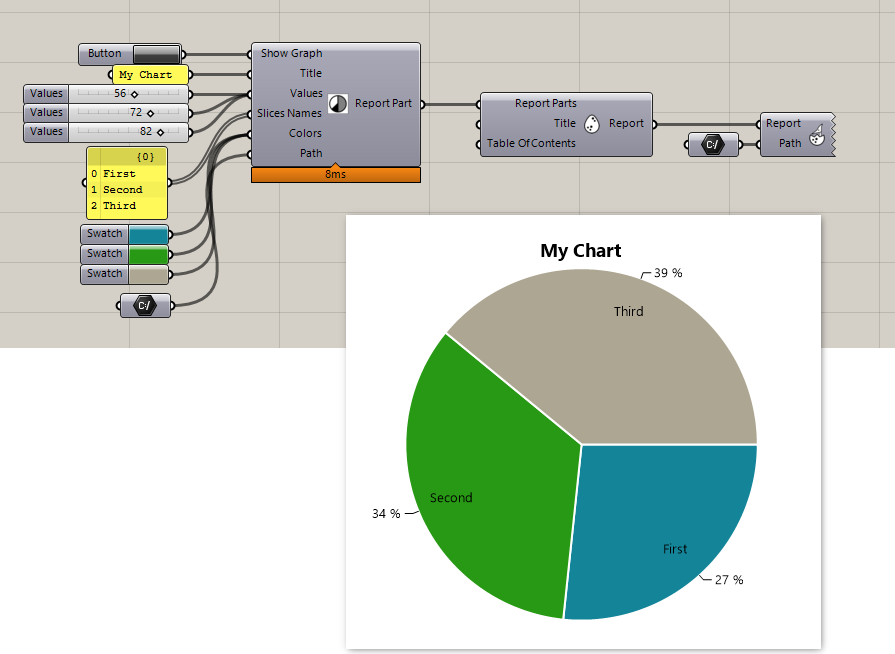 Button
My Chart
Values 56
Values 72
Values 82
{0}
0 First
1 Second
2 Third
Swatch
Swatch
Swatch
C:/
Show Graph
Title
Values
Slices Names
Colors
Path
Report Part
8ms
Report Parts
Title
Table Of Contents
Report
C:/
Report
Path
My Chart
39 %
Third
Second
34 %
First
27 %